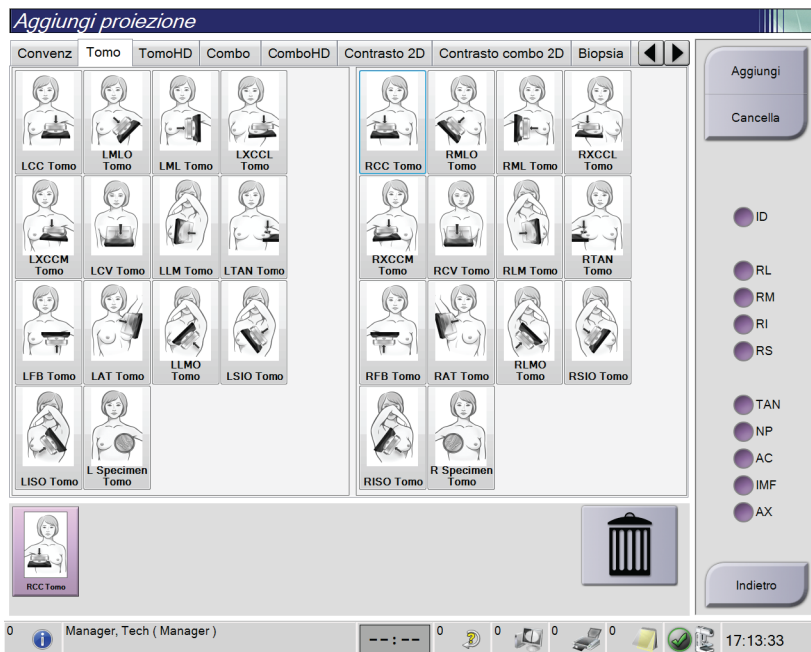 Aggiungi proiezione
Convenz Tomo TomoHD Combo ComboHD Contrasto 2D Contrasto combo 2D Biopsia
LCC Tomo
LMLO
Tomo
LML Tomo
LXCCL
Tomo
RCC Tomo
RMLO
Tomo
RML Tomo
RXCCL
Tomo
LXCCM
Tomo
LCV Tomo
LLM Tomo
LTAN Tomo
RXCCM
Tomo
RCV Tomo
RLM Tomo
RTAN
Tomo
LFB Tomo
LAT Tomo
LLMO
Tomo
LSIO Tomo
RFB Tomo
RAT Tomo
RLMO
Tomo
RSIO Tomo
LISO Tomo
L Specimen
Tomo
RISO Tomo
R Specimen
Tomo
RCC Tomo
Aggiungi
Cancella
ID
RL
RM
RI
RS
TAN
NP
AC
IMF
AX
Indietro
0 Manager, Tech ( Manager ) --:-- 0 0 0 0 17:13:33